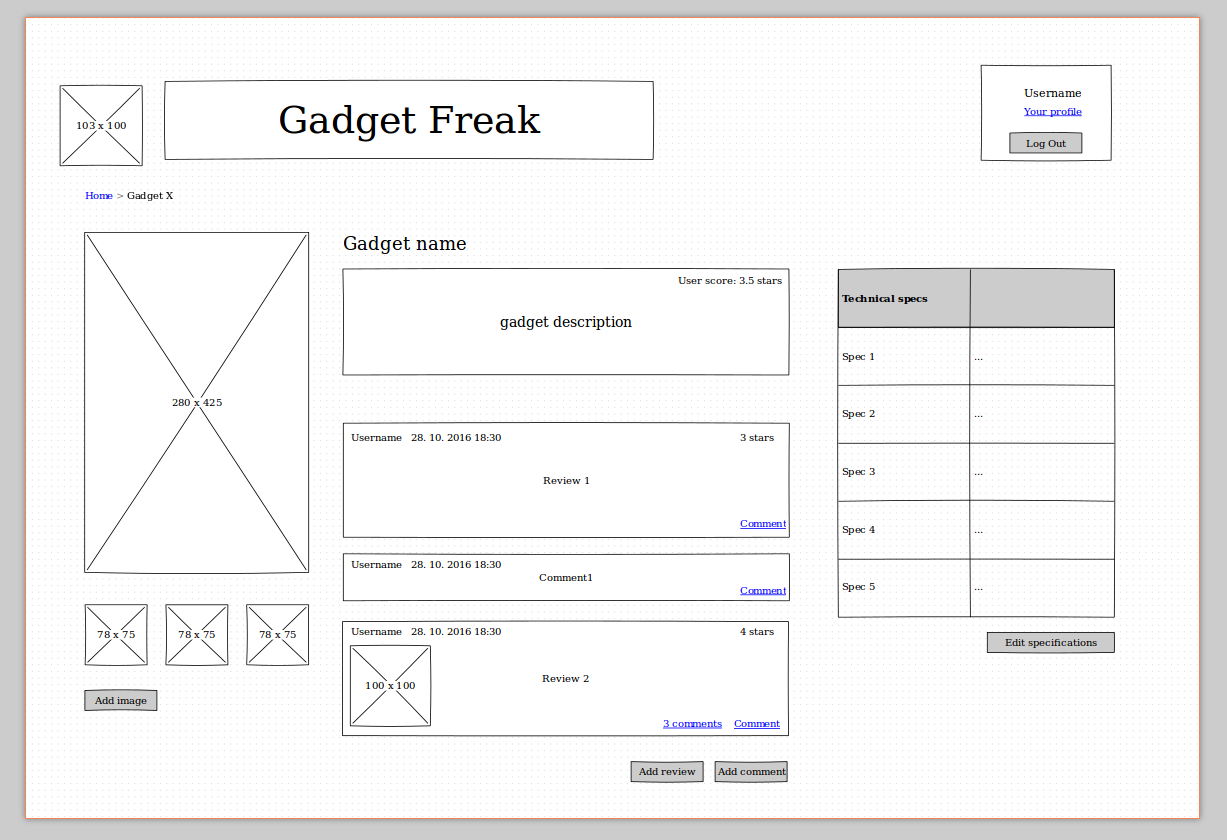 103 x 100
Gadget Freak
Username
Your profile
Log Out
Home > Gadget X
280 x 425
78 x 75
78 x 75
78 x 75
Add image
Gadget name
User score: 3.5 stars
gadget description
Username 28. 10. 2016 18:30 3 stars
Review 1
Comment
Username 28. 10. 2016 18:30
Comment1
Comment
Username 28. 10. 2016 18:30 4 stars
100 x 100
Review 2
3 comments Comment
Add review Add comment
Technical specs
Spec 1 ...
Spec 2 ...
Spec 3 ...
Spec 4 ...
Spec 5 ...
Edit specifications